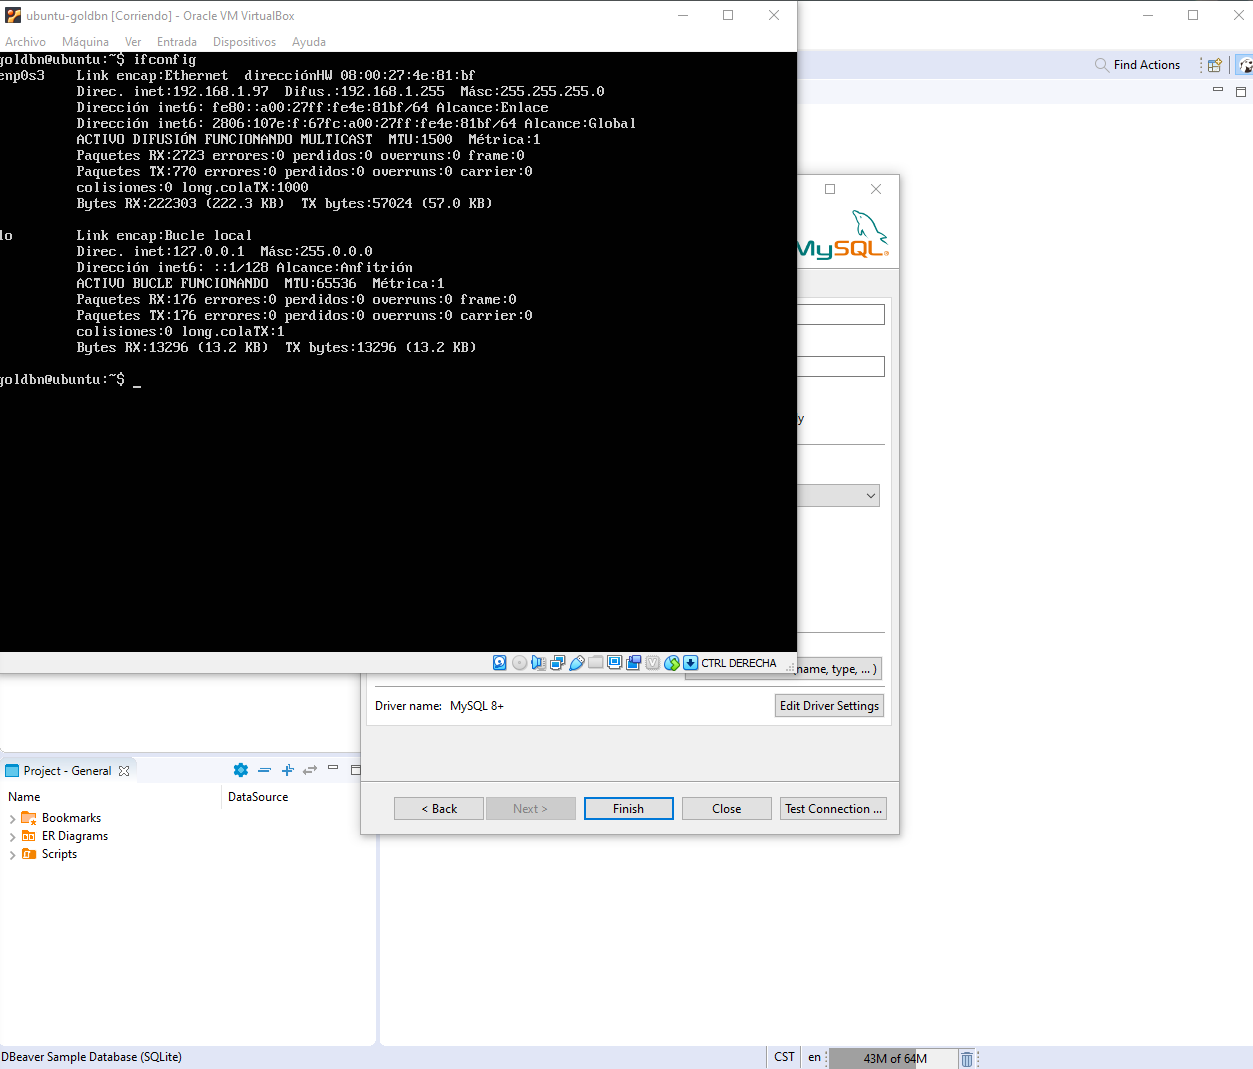 ubuntu-goldbn [Corriendo] - Oracle VM VirtualBox
Archivo Máquina Ver Entrada Dispositivos Ayuda
goldbn@ubuntu:~$ ifconfig
enp0s3 Link encap:Ethernet direcciónHW 08:00:27:4e:81:bf
Direc. inet:192.168.1.97 Difus.:192.168.1.255 Másc:255.255.255.0
Dirección inet6: fe80::a00:27ff:fe4e:81bf/64 Alcance:Enlace
Dirección inet6: 2806:107e:f:67fc:a00:27ff:fe4e:81bf/64 Alcance:Global
ACTIVO DIFUSIÓN FUNCIONANDO MULTICAST MTU:1500 Métrica:1
Paquetes RX:2723 errores:0 perdidos:0 overruns:0 frame:0
Paquetes TX:770 errores:0 perdidos:0 overruns:0 carrier:0
colisiones:0 long.colaTX:1000
Bytes RX:222303 (222.3 KB) TX bytes:57024 (57.0 KB)
lo Link encap:Bucle local
Direc. inet:127.0.0.1 Másc:255.0.0.0
Dirección inet6: ::1/128 Alcance:Anfitrión
ACTIVO BUCLE FUNCIONANDO MTU:65536 Métrica:1
Paquetes RX:176 errores:0 perdidos:0 overruns:0 frame:0
Paquetes TX:176 errores:0 perdidos:0 overruns:0 carrier:0
colisiones:0 long.colaTX:1
Bytes RX:13296 (13.2 KB) TX bytes:13296 (13.2 KB)
goldbn@ubuntu:~$ _
CTRL DERECHA
Find Actions
MySQL®
y
name, type, ... )
Driver name: MySQL 8+
Edit Driver Settings
< Back Next > Finish Close Test Connection ...
Project - General
Name DataSource
Bookmarks
ER Diagrams
Scripts
DBeaver Sample Database (SQLite)
CST en 43M of 64M